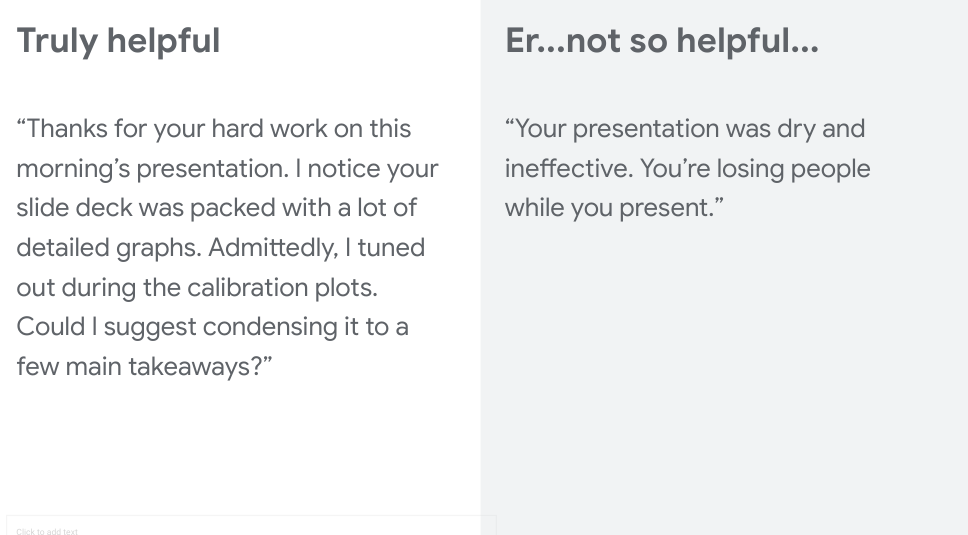 Truly helpful
“Thanks for your hard work on this
morning’s presentation. I notice your
slide deck was packed with a lot of
detailed graphs. Admittedly, I tuned
out during the calibration plots.
Could I suggest condensing it to a
few main takeaways?”
Er...not so helpful...
“Your presentation was dry and
ineffective. You’re losing people
while you present.”
Click to add text